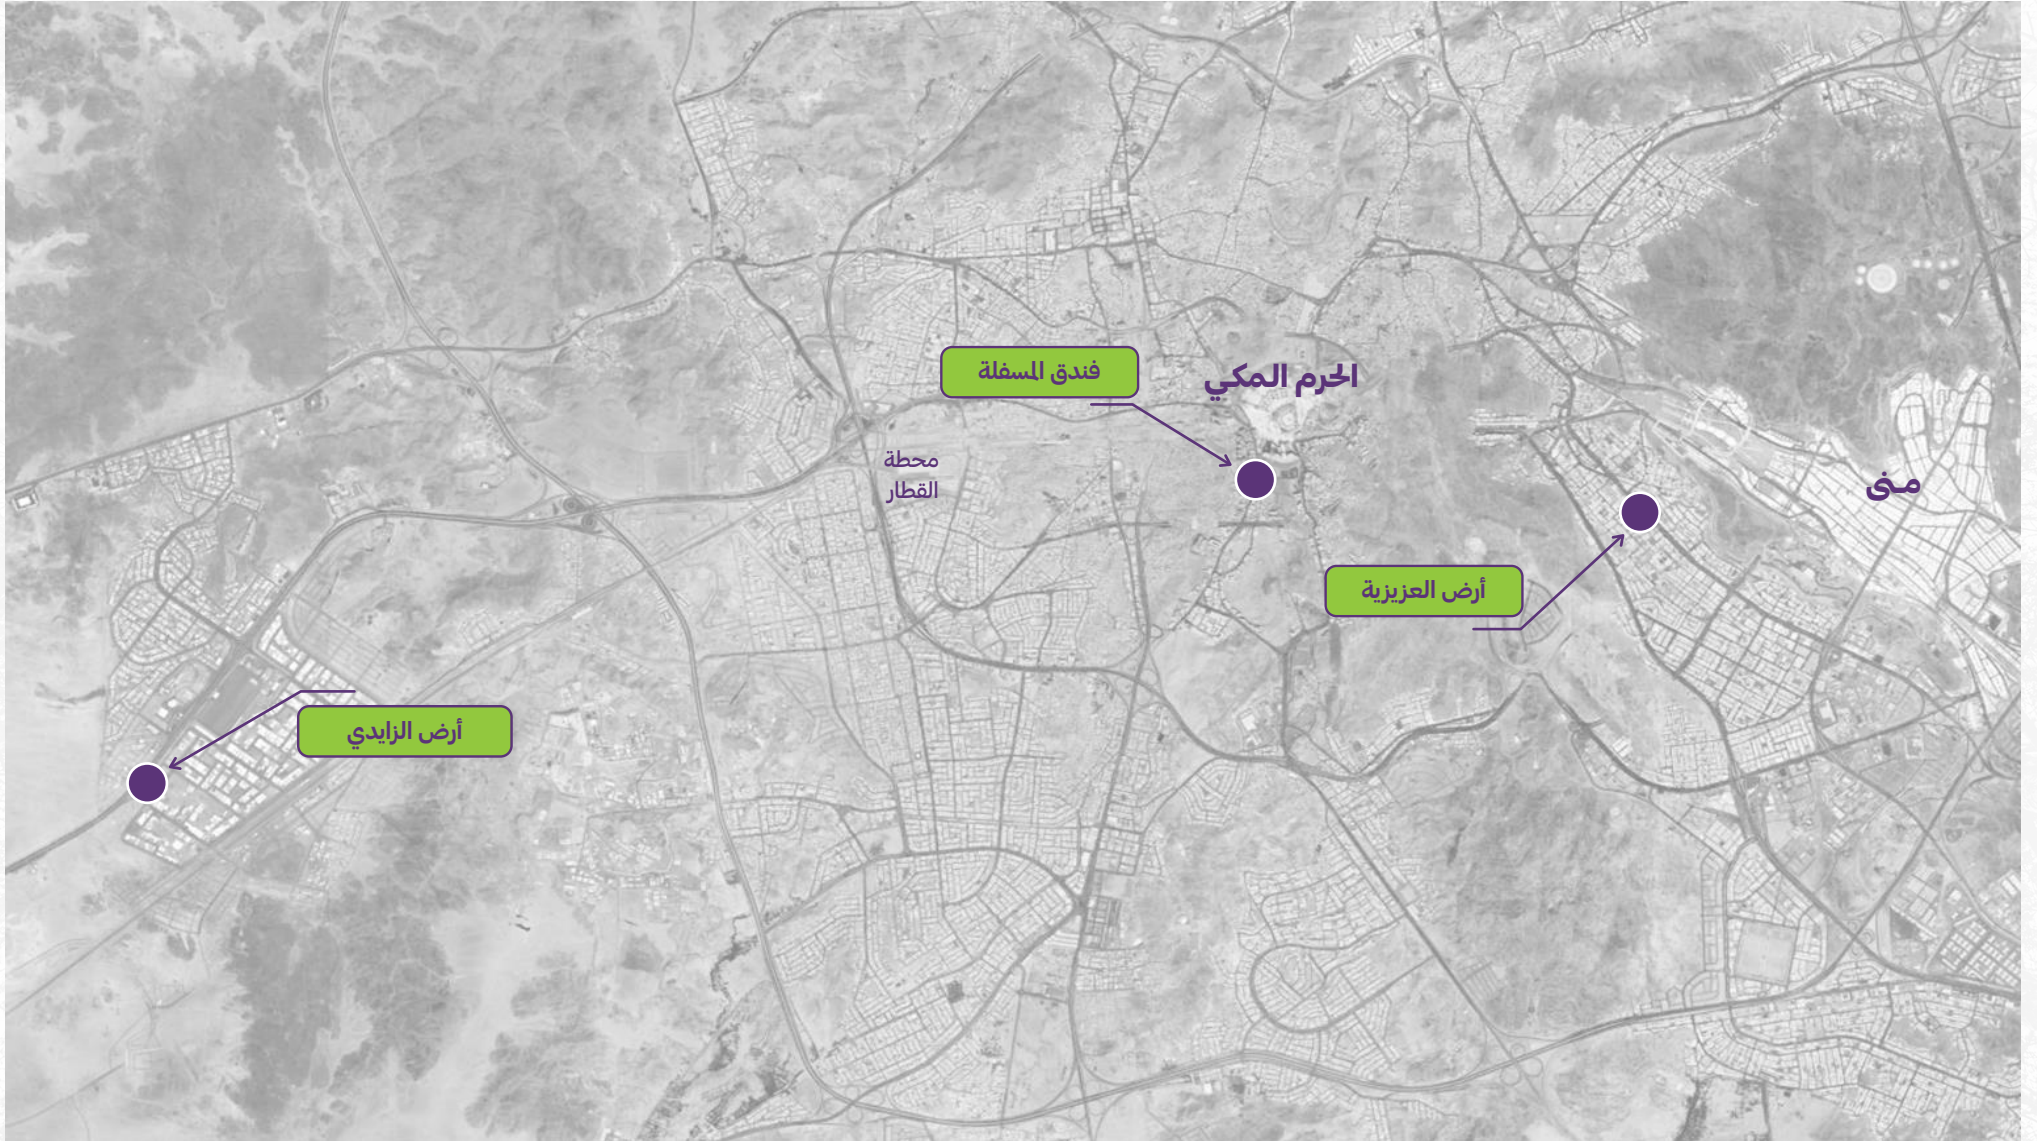 فندق المسفلة
الحرم المكي
محطة
القطار
منى
أرض العزيزية
أرض الزايدي